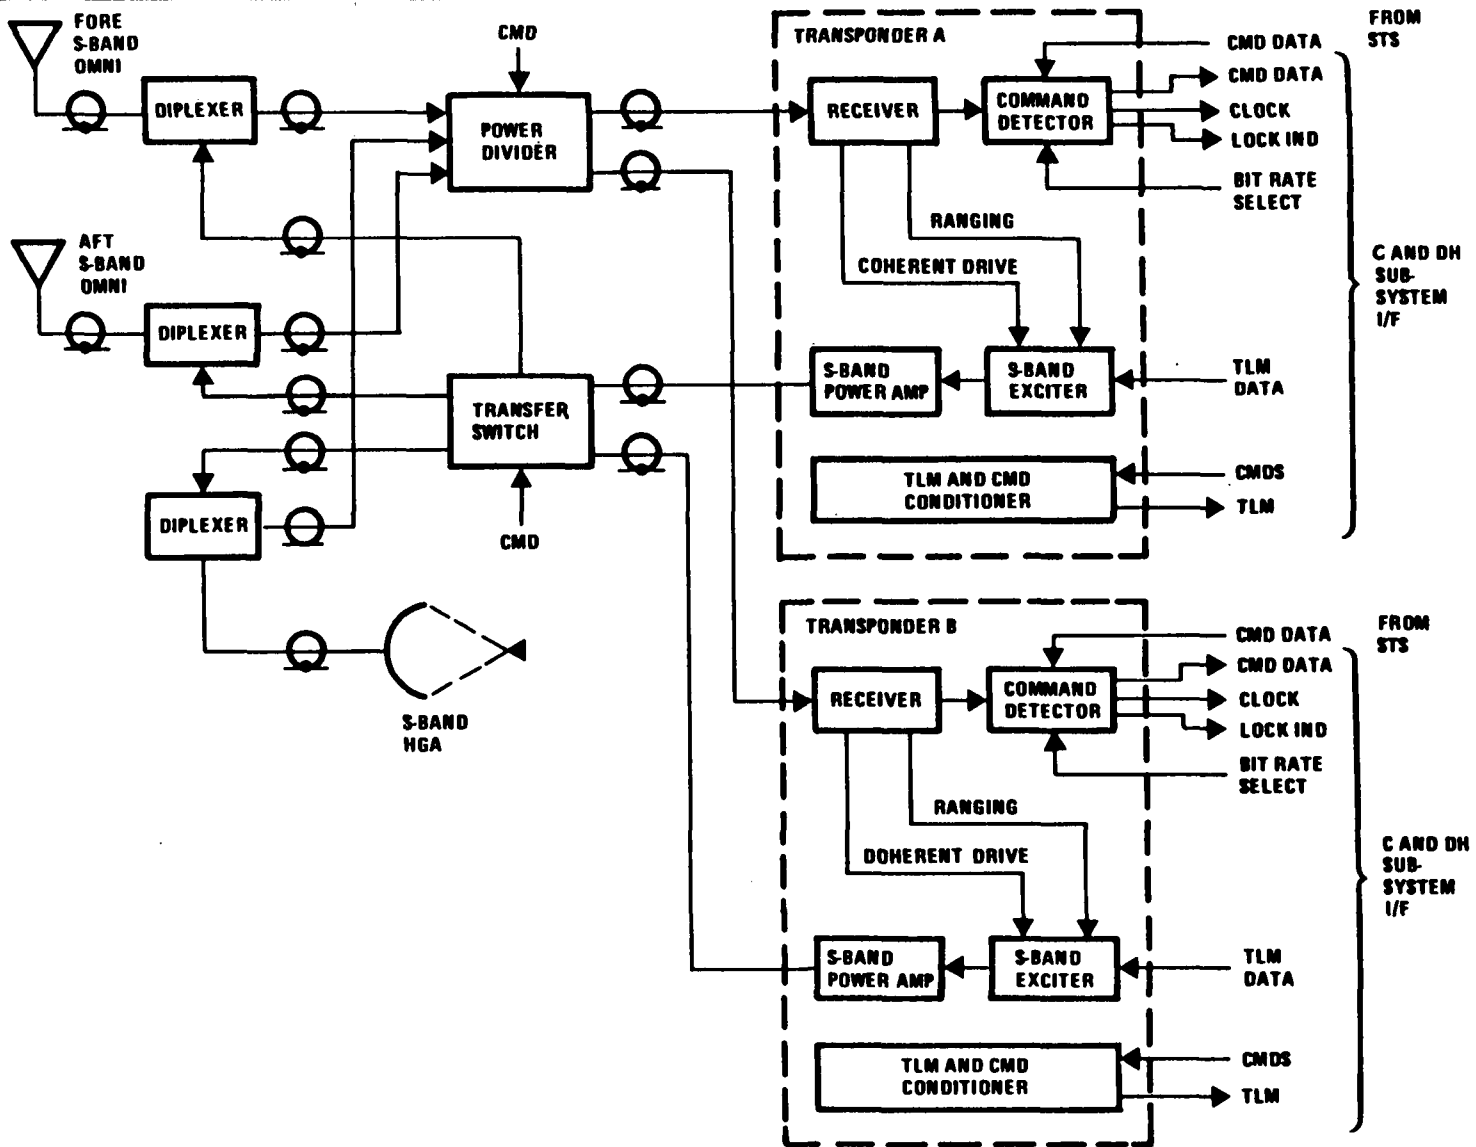 FORE
S-BAND
OMNI
DIPLEXER
CMD
POWER
DIVIDER
AFT
S-BAND
OMNI
DIPLEXER
TRANSFER
SWITCH
CMD
DIPLEXER
S-BAND
HGA
TRANSPONDER A
RECEIVER
COMMAND
DETECTOR
RANGING
COHERENT DRIVE
S-BAND
POWER AMP
S-BAND
EXCITER
TLM AND CMD
CONDITIONER
FROM
STS
CMD DATA
CMD DATA
CLOCK
LOCK IND
BIT RATE
SELECT
C AND DH
SUB-
SYSTEM
I/F
TLM
DATA
CMDS
TLM
TRANSPONDER B
RECEIVER
COMMAND
DETECTOR
RANGING
DOHERENT DRIVE
S-BAND
POWER AMP
S-BAND
EXCITER
TLM AND CMD
CONDITIONER
FROM
STS
CMD DATA
CMD DATA
CLOCK
LOCK IND
BIT RATE
SELECT
C AND DH
SUB-
SYSTEM
I/F
TLM
DATA
CMDS
TLM